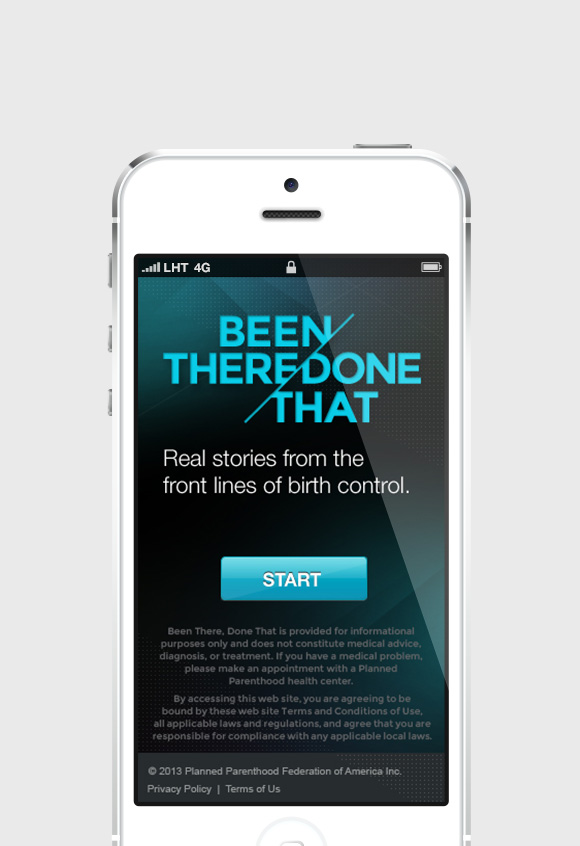 LHT 4G
BEEN
THERE/DONE
THAT
Real stories from the
front lines of birth control.
START
Been There, Done That is provided for informational
purposes only and does not constitute medical advice,
diagnosis, or treatment. If you have a medical problem,
please make an appointment with a Planned
Parenthood health center.
By accessing this web site, you are agreeing to be
bound by these web site Terms and Conditions of Use,
all applicable laws and regulations, and agree that you are
responsible for compliance with any applicable local laws.
© 2013 Planned Parenthood Federation of America Inc.
Privacy Policy | Terms of Us